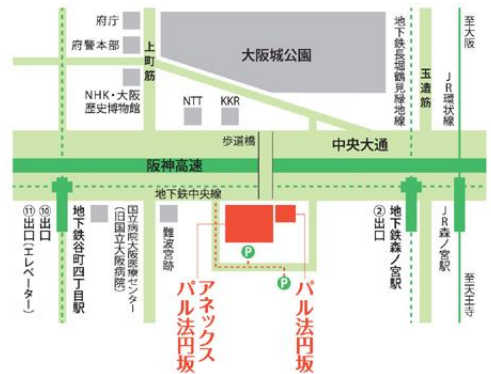 府庁
府警本部
NHK・大阪
歴史博物館
上町筋
大阪城公園
NTT
KKR
地下鉄長堀鶴見緑地線
玉造筋
JR環状線
至大阪
歩道橋
中央大通
阪神高速
地下鉄中央線
⑪出口(エレベーター)
⑩出口
地下鉄谷町四丁目駅
国立病院大阪医療センター
(旧国立大阪病院)
難波宮跡
P
P
アネックス
パル法円坂
パル法円坂
②出口
地下鉄森ノ宮駅
JR森ノ宮駅
至天王寺